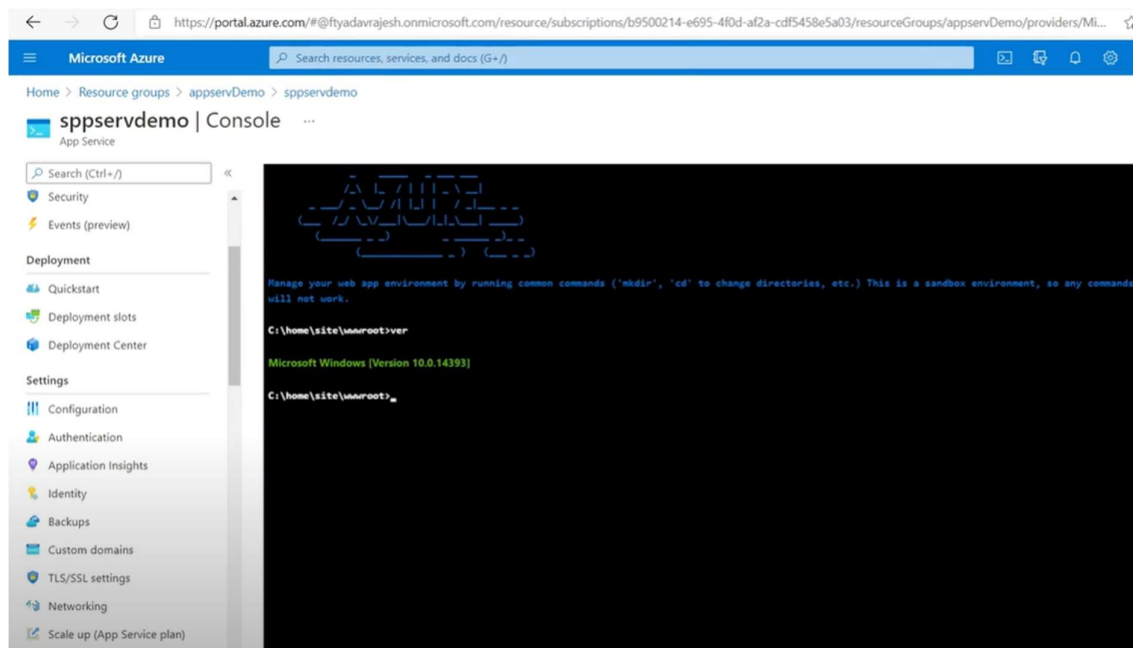 https://portal.azure.com/#@ftyadavrajesh.onmicrosoft.com/resource/subscriptions/b9500214-e695-4f0d-af2a-cdf5458e5a03/resourceGroups/appservDemo/providers/Mi...
Microsoft Azure
Search resources, services, and docs (G+/)
Home > Resource groups > appservDemo > sppservdemo
sppservdemo | Console ...
App Service
Search (Ctrl+/)
«
Security
Events (preview)
Deployment
Quickstart
Deployment slots
Deployment Center
Settings
Configuration
Authentication
Application Insights
Identity
Backups
Custom domains
TLS/SSL settings
Networking
Scale up (App Service plan)
AZURE
Manage your web app environment by running common commands ('mkdir', 'cd' to change directories, etc.) This is a sandbox environment, so any commands
will not work.
C:\home\site\wwwroot>ver
Microsoft Windows [Version 10.0.14393]
C:\home\site\wwwroot>_